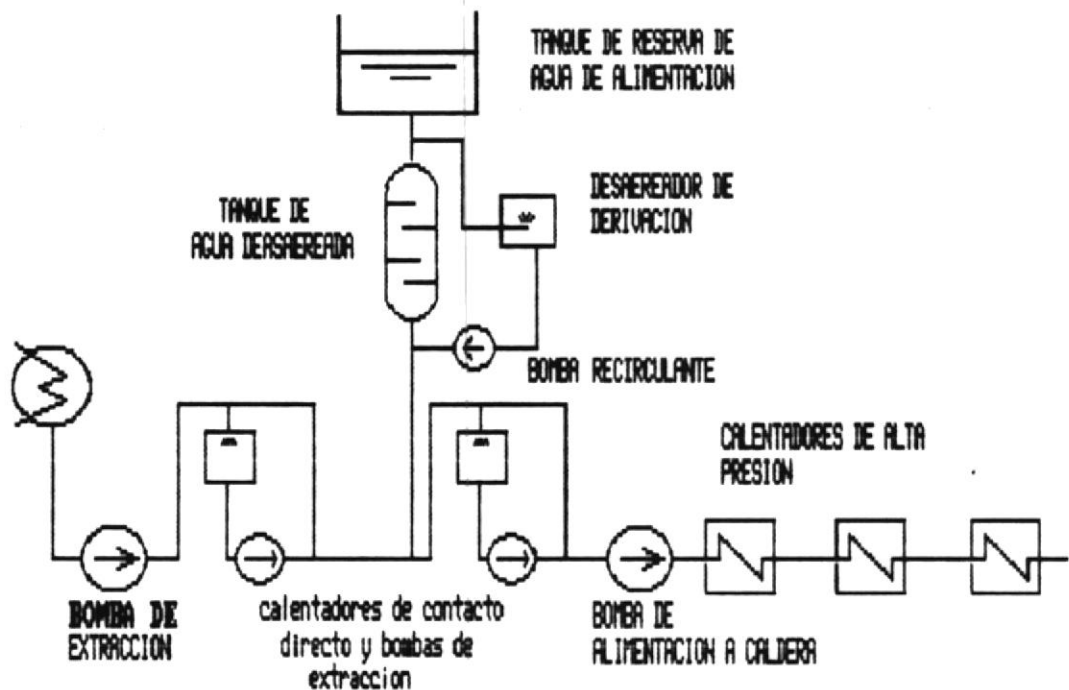 TANQUE DE RESERVA DE
AGUA DE ALIMENTACION
DESAEREADOR DE
DERIVACION
TANQUE DE
AGUA DEASAEREADA
BOMBA RECIRCULANTE
CALENTADORES DE ALTA
PRESION
BOMBA DE
EXTRACCION
calentadores de contacto
directo y bombas de
extraccion
BOMBA DE
ALIMENTACION A CALDERA